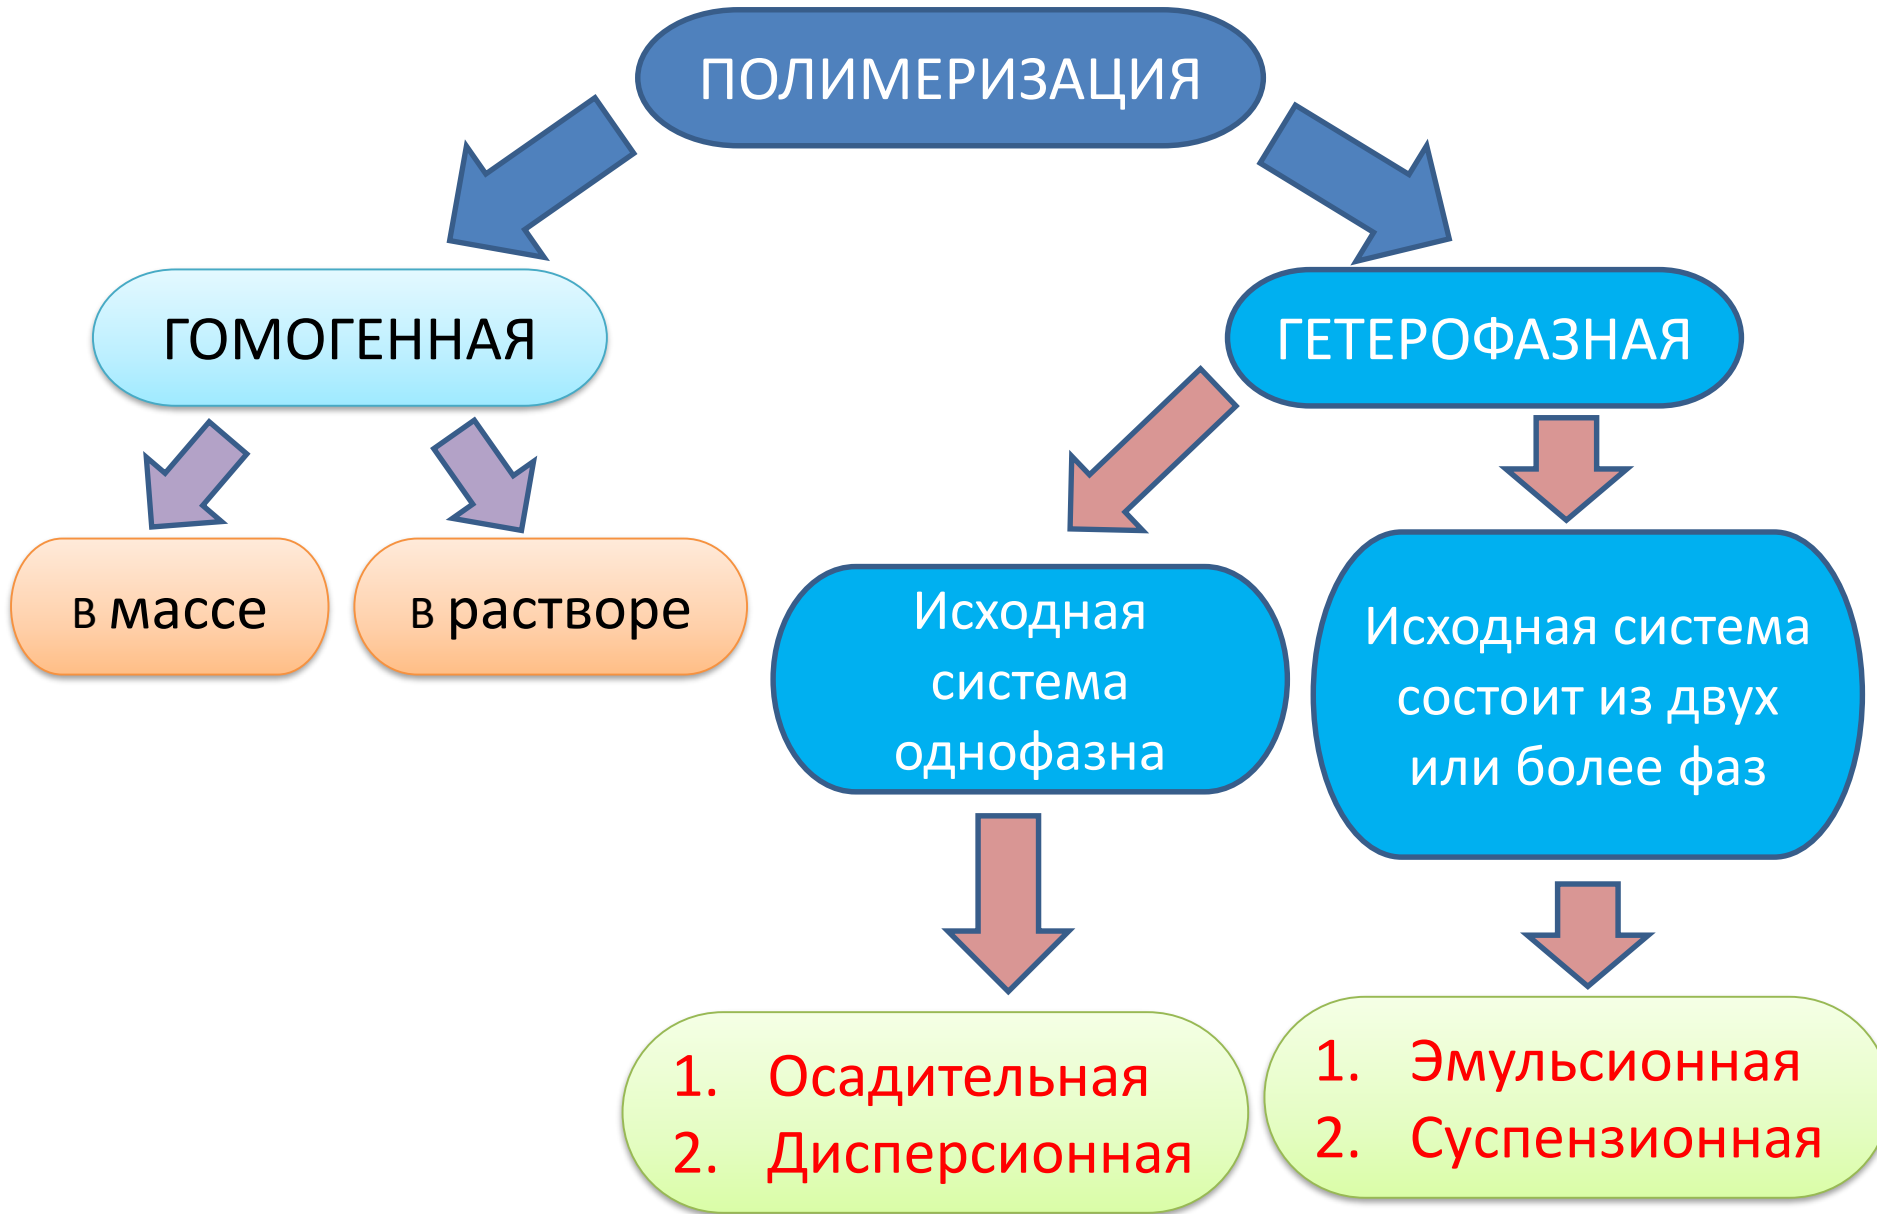 ПОЛИМЕРИЗАЦИЯ
ГОМОГЕННАЯ
ГЕТЕРОФАЗНАЯ
в массе
в растворе
Исходная
система
однофазна
Исходная система
состоит из двух
или более фаз
1. Осадительная
2. Дисперсионная
1. Эмульсионная
2. Суспензионная